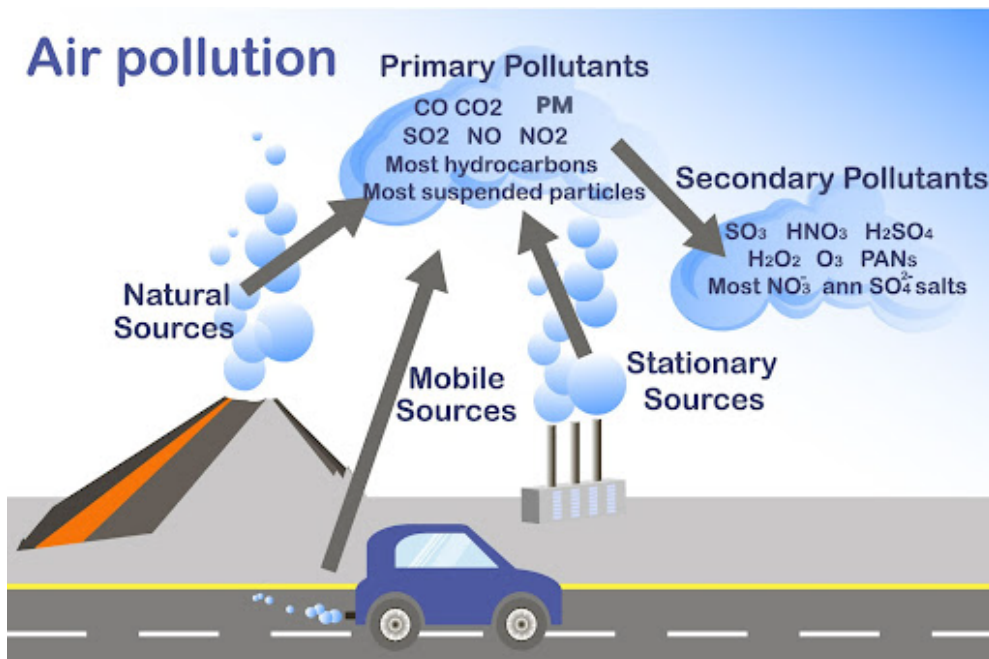 Air pollution
Primary Pollutants
CO CO2 PM
SO2 NO NO2
Most hydrocarbons
Most suspended particles
Secondary Pollutants
SO₃ HNO₃ H₂SO₄
H₂O₂ O₃ PANs
Most NO₃⁻ ann SO₄²⁻ salts
Natural
Sources
Mobile
Sources
Stationary
Sources